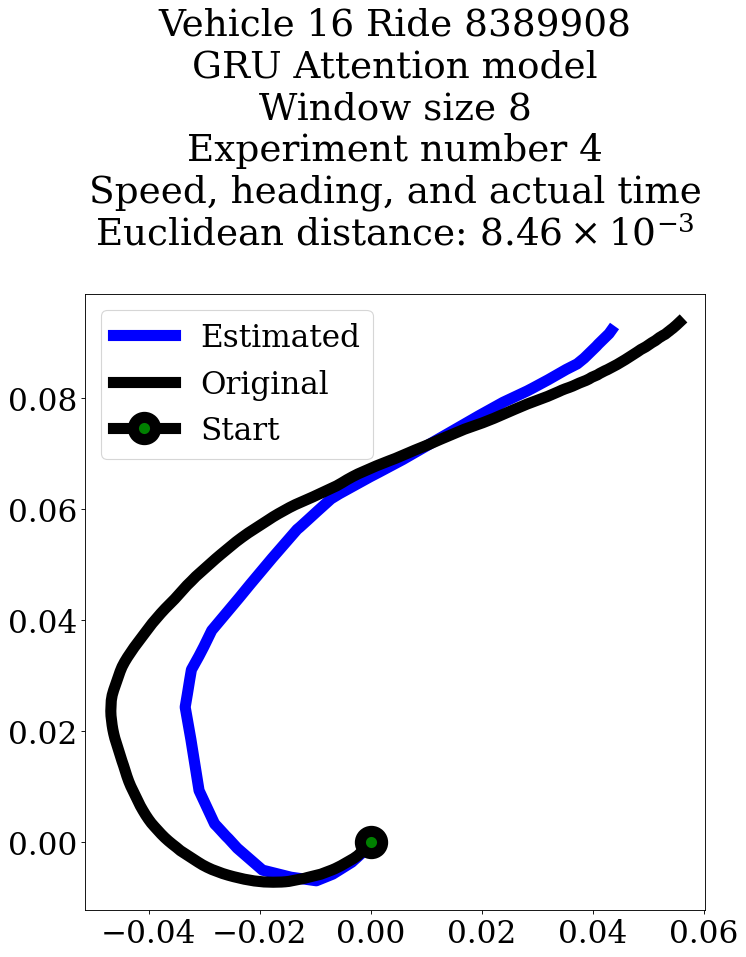 Vehicle 16 Ride 8389908
GRU Attention model
Window size 8
Experiment number 4
Speed, heading, and actual time
Euclidean distance: 8.46 × 10⁻³
Estimated
Original
Start
0.08
0.06
0.04
0.02
0.00
−0.04 −0.02 0.00 0.02 0.04 0.06